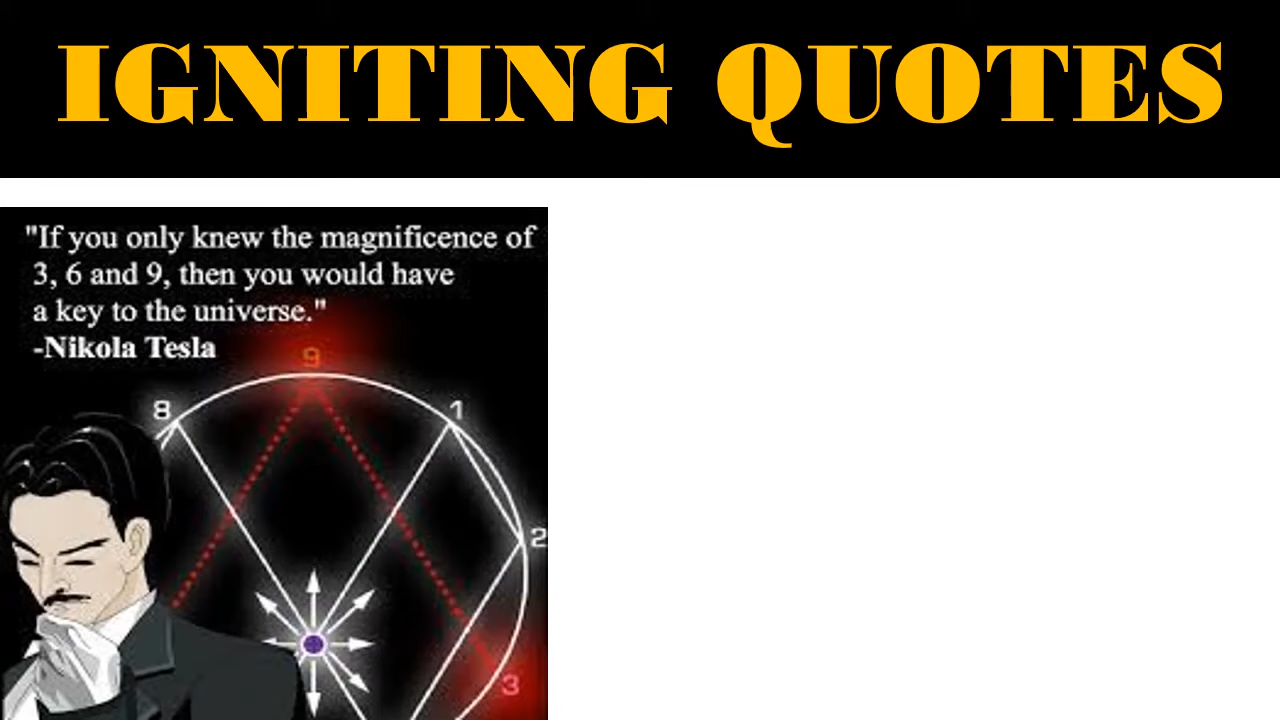 IGNITING QUOTES
"If you only knew the magnificence of
3, 6 and 9, then you would have
a key to the universe."
-Nikola Tesla
9
8
1
2
3